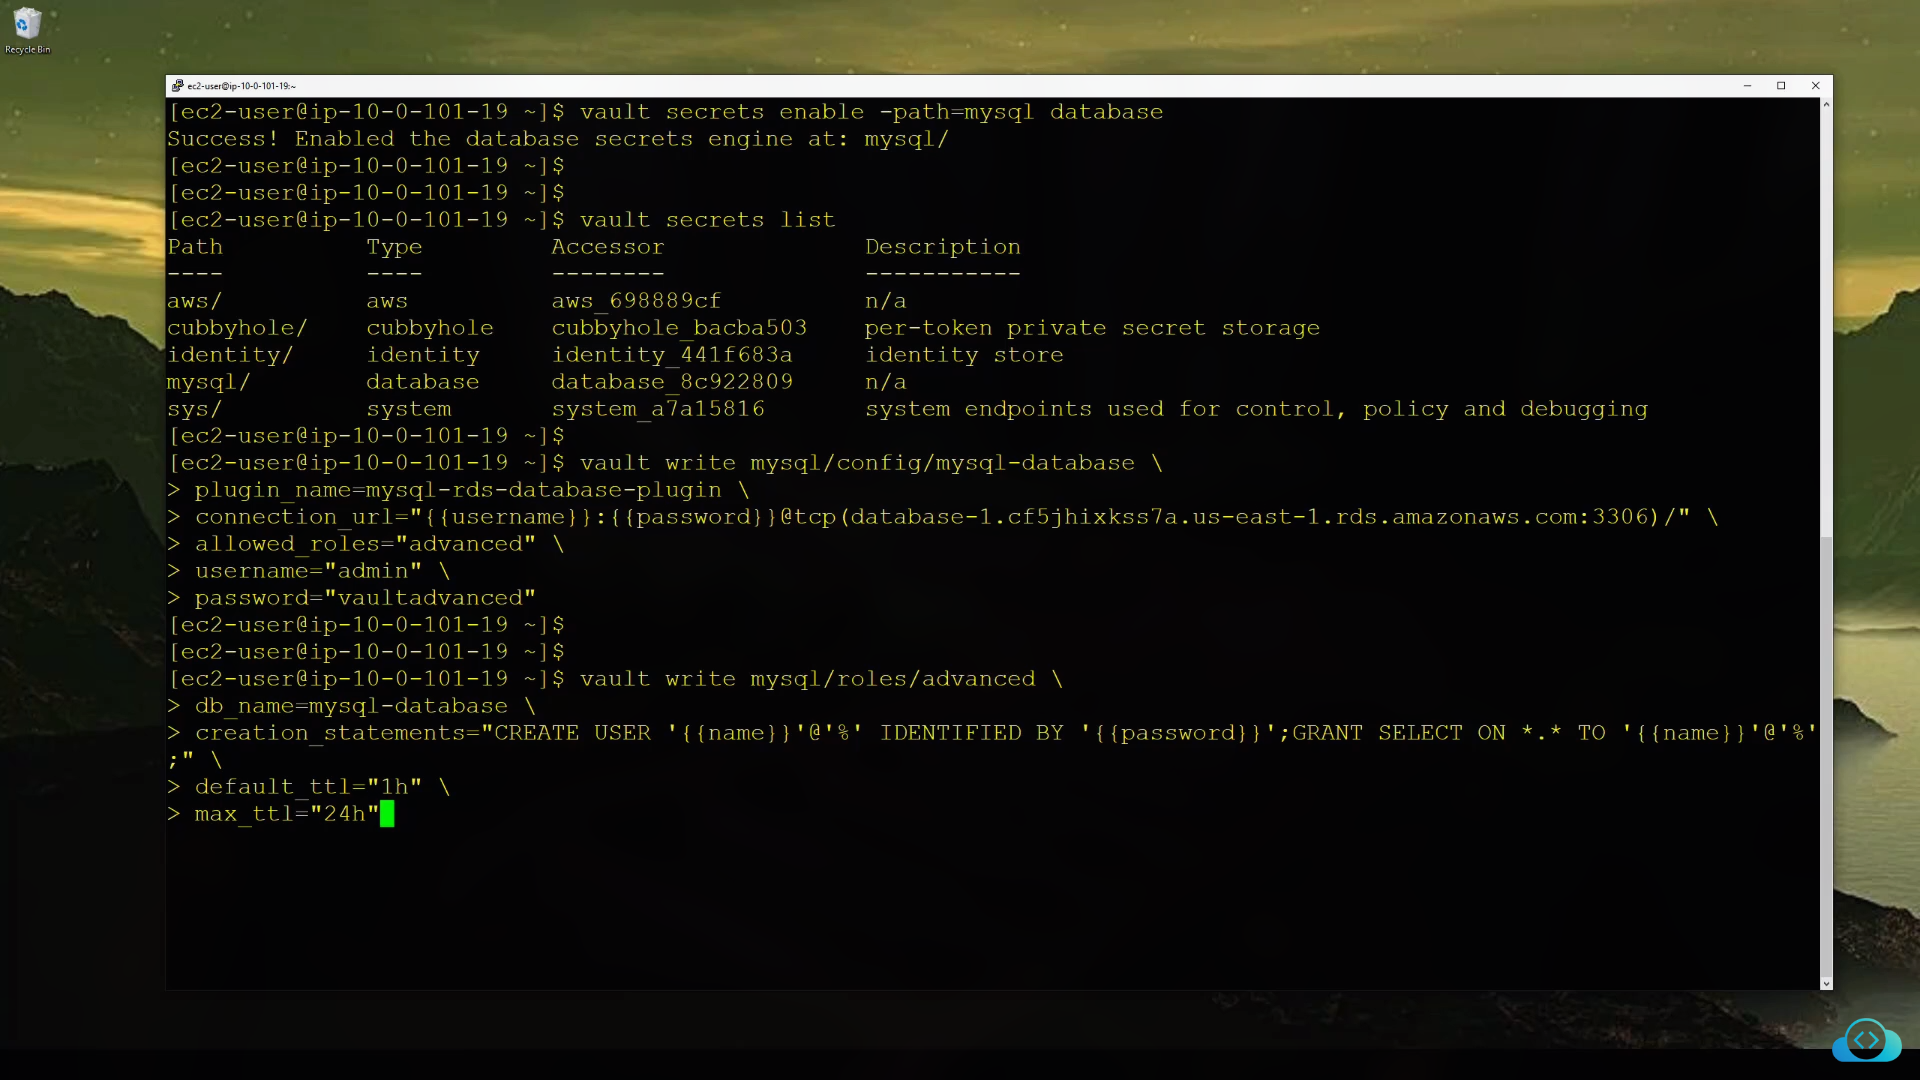 Recycle Bin
ec2-user@ip-10-0-101-19:~
[ec2-user@ip-10-0-101-19 ~]$ vault secrets enable -path=mysql database
Success! Enabled the database secrets engine at: mysql/
[ec2-user@ip-10-0-101-19 ~]$
[ec2-user@ip-10-0-101-19 ~]$
[ec2-user@ip-10-0-101-19 ~]$ vault secrets list
Path          Type         Accessor              Description
----          ----         --------              -----------
aws/          aws          aws_698889cf          n/a
cubbyhole/    cubbyhole    cubbyhole_bacba503    per-token private secret storage
identity/     identity     identity_441f683a     identity store
mysql/        database     database_8c922809     n/a
sys/          system       system_a7a15816       system endpoints used for control, policy and debugging
[ec2-user@ip-10-0-101-19 ~]$
[ec2-user@ip-10-0-101-19 ~]$ vault write mysql/config/mysql-database \
> plugin_name=mysql-rds-database-plugin \
> connection_url="{{username}}:{{password}}@tcp(database-1.cf5jhixkss7a.us-east-1.rds.amazonaws.com:3306)/" \
> allowed_roles="advanced" \
> username="admin" \
> password="vaultadvanced"
[ec2-user@ip-10-0-101-19 ~]$
[ec2-user@ip-10-0-101-19 ~]$
[ec2-user@ip-10-0-101-19 ~]$ vault write mysql/roles/advanced \
> db_name=mysql-database \
> creation_statements="CREATE USER '{{name}}'@'%' IDENTIFIED BY '{{password}}';GRANT SELECT ON *.* TO '{{name}}'@'%'
;" \
> default_ttl="1h" \
> max_ttl="24h"